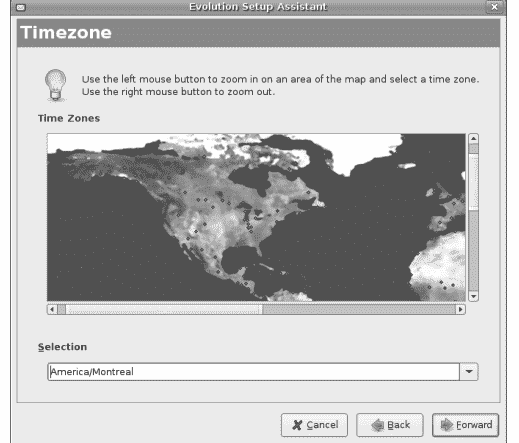 Evolution Setup Assistant
Timezone
Use the left mouse button to zoom in on an area of the map and select a time zone.
Use the right mouse button to zoom out.
Time Zones
Selection
America/Montreal
Cancel
Back
Forward